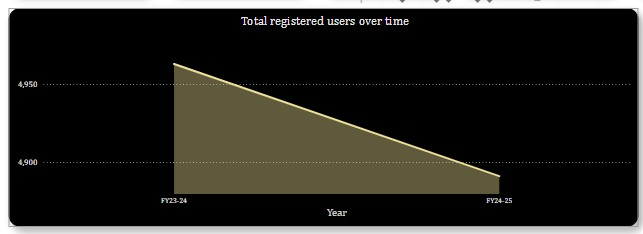 Total registered users over time
4,950
4,900
FY23-24 FY24-25
Year